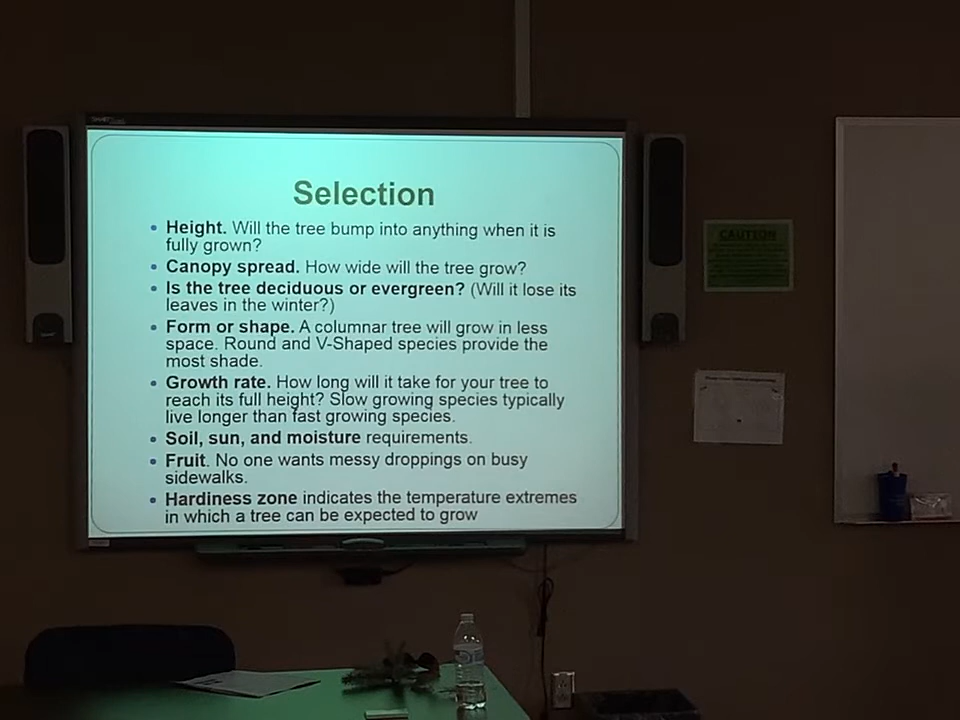 Selection
• Height. Will the tree bump into anything when it is
fully grown?
• Canopy spread. How wide will the tree grow?
• Is the tree deciduous or evergreen? (Will it lose its
leaves in the winter?)
• Form or shape. A columnar tree will grow in less
space. Round and V-Shaped species provide the
most shade.
• Growth rate. How long will it take for your tree to
reach its full height? Slow growing species typically
live longer than fast growing species.
• Soil, sun, and moisture requirements.
• Fruit. No one wants messy droppings on busy
sidewalks.
• Hardiness zone indicates the temperature extremes
in which a tree can be expected to grow
CAUTION